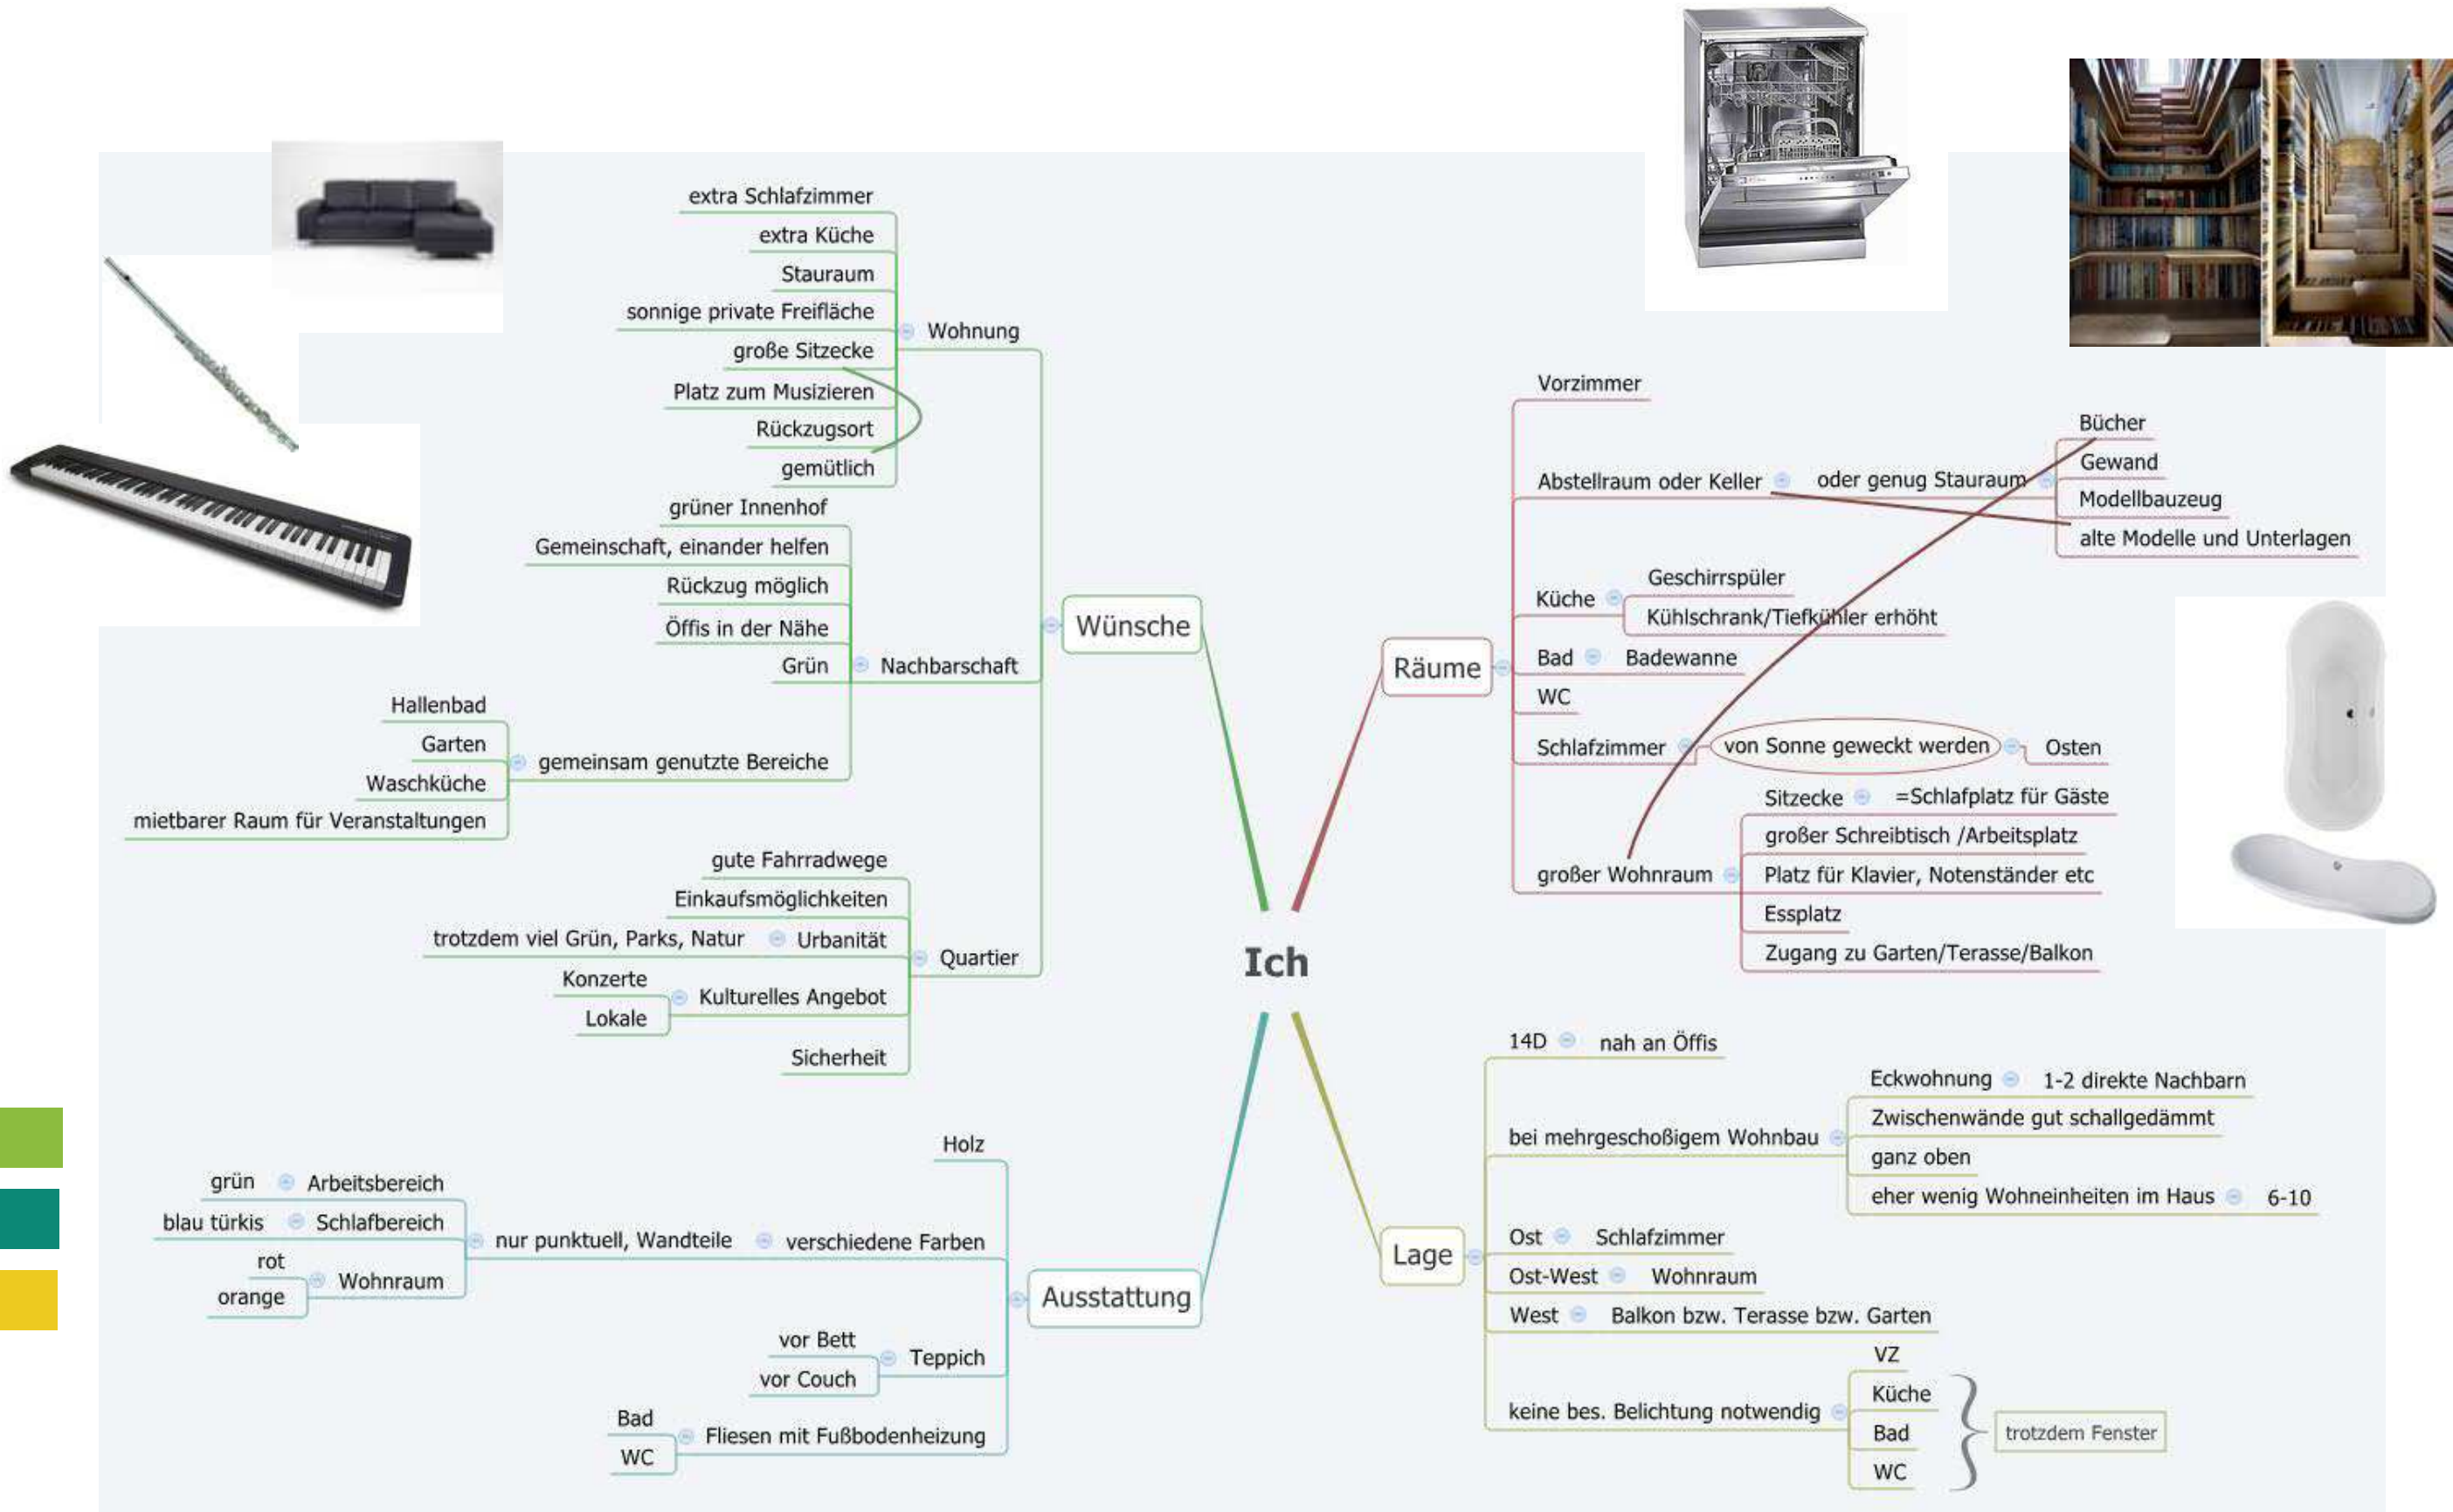 extra Schlafzimmer
extra Küche
Stauraum
sonnige private Freifläche
große Sitzecke
Platz zum Musizieren
Rückzugsort
gemütlich
Wohnung
grüner Innenhof
Gemeinschaft, einander helfen
Rückzug möglich
Öffis in der Nähe
Grün
Nachbarschaft
Hallenbad
Garten
Waschküche
mietbarer Raum für Veranstaltungen
gemeinsam genutzte Bereiche
gute Fahrradwege
Einkaufsmöglichkeiten
trotzdem viel Grün, Parks, Natur
Urbanität
Konzerte
Lokale
Kulturelles Angebot
Sicherheit
Quartier
Wünsche
Vorzimmer
Abstellraum oder Keller
oder genug Stauraum
Bücher
Gewand
Modellbauzeug
alte Modelle und Unterlagen
Küche
Geschirrspüler
Kühlschrank/Tiefkühler erhöht
Bad
Badewanne
WC
Schlafzimmer
von Sonne geweckt werden
Osten
großer Wohnraum
Sitzecke
=Schlafplatz für Gäste
großer Schreibtisch /Arbeitsplatz
Platz für Klavier, Notenständer etc
Essplatz
Zugang zu Garten/Terasse/Balkon
Räume
Ich
Holz
grün
Arbeitsbereich
blau türkis
Schlafbereich
rot
orange
Wohnraum
nur punktuell, Wandteile
verschiedene Farben
vor Bett
vor Couch
Teppich
Bad
WC
Fliesen mit Fußbodenheizung
Ausstattung
14D
nah an Öffis
bei mehrgeschoßigem Wohnbau
Eckwohnung
1-2 direkte Nachbarn
Zwischenwände gut schallgedämmt
ganz oben
eher wenig Wohneinheiten im Haus
6-10
Ost
Schlafzimmer
Ost-West
Wohnraum
West
Balkon bzw. Terasse bzw. Garten
keine bes. Belichtung notwendig
VZ
Küche
Bad
WC
trotzdem Fenster
Lage